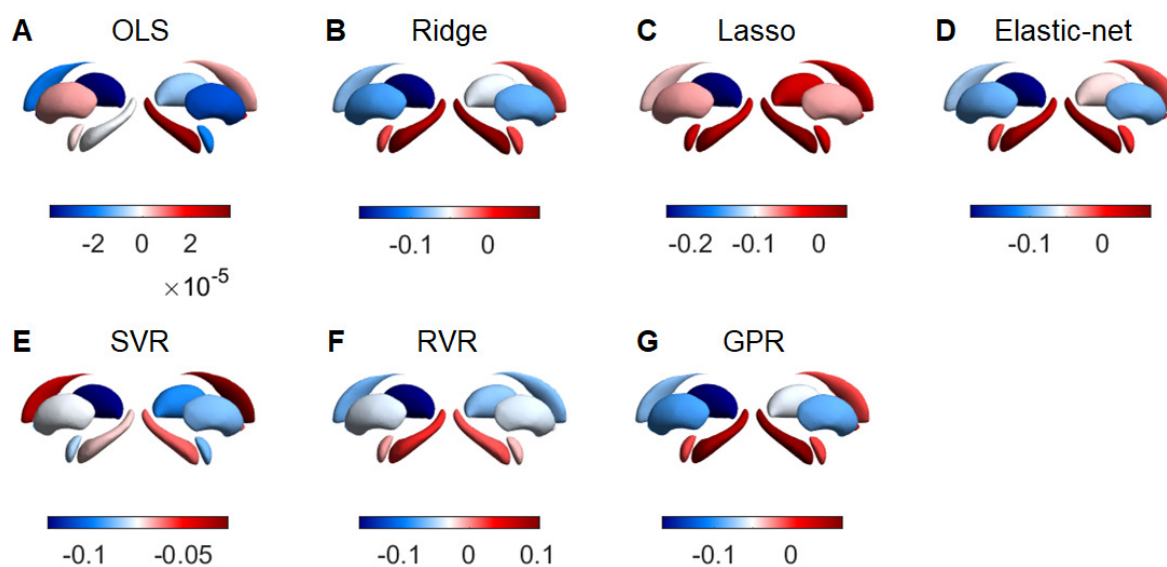 A OLS B Ridge C Lasso D Elastic-net
-2 0 2 -0.1 0 -0.2 -0.1 0 -0.1 0
×10⁻⁵
E SVR F RVR G GPR
-0.1 -0.05 -0.1 0 0.1 -0.1 0